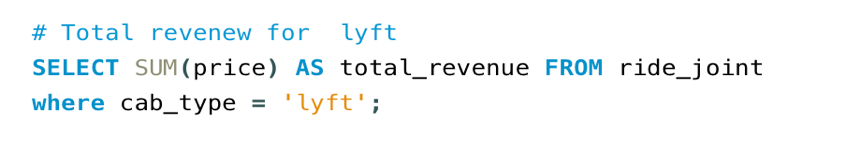 # Total revenew for  lyft
SELECT SUM(price) AS total_revenue FROM ride_joint
where cab_type = 'lyft';